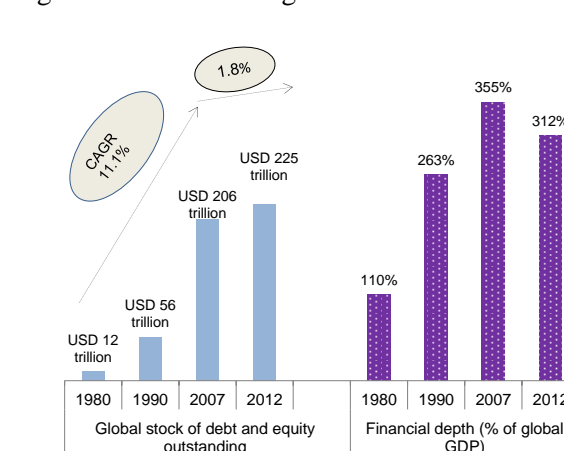 1.8%
355%
312%
CAGR
11.1%
USD 225
trillion
263%
USD 206
trillion
110%
USD 56
trillion
USD 12
trillion
1980 1990 2007 2012 1980 1990 2007 2012
Global stock of debt and equity
outstanding
Financial depth (% of global
GDP)